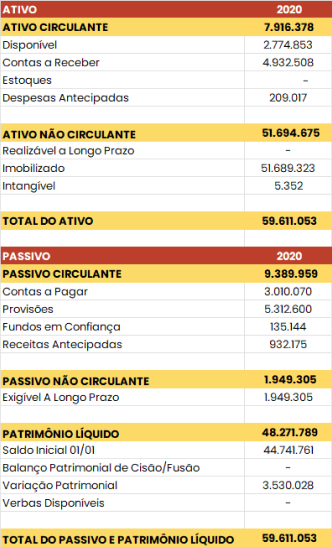 ATIVO 2020
ATIVO CIRCULANTE 7.916.378
Disponível 2.774.853
Contas a Receber 4.932.508
Estoques -
Despesas Antecipadas 209.017
ATIVO NÃO CIRCULANTE 51.694.675
Realizável a Longo Prazo -
Imobilizado 51.689.323
Intangível 5.352
TOTAL DO ATIVO 59.611.053
PASSIVO 2020
PASSIVO CIRCULANTE 9.389.959
Contas a Pagar 3.010.070
Provisões 5.312.600
Fundos em Confiança 135.144
Receitas Antecipadas 932.175
PASSIVO NÃO CIRCULANTE 1.949.305
Exigível A Longo Prazo 1.949.305
PATRIMÔNIO LÍQUIDO 48.271.789
Saldo Inicial 01/01 44.741.761
Balanço Patrimonial de Cisão/Fusão -
Variação Patrimonial 3.530.028
Verbas Disponíveis -
TOTAL DO PASSIVO E PATRIMÔNIO LÍQUIDO 59.611.053